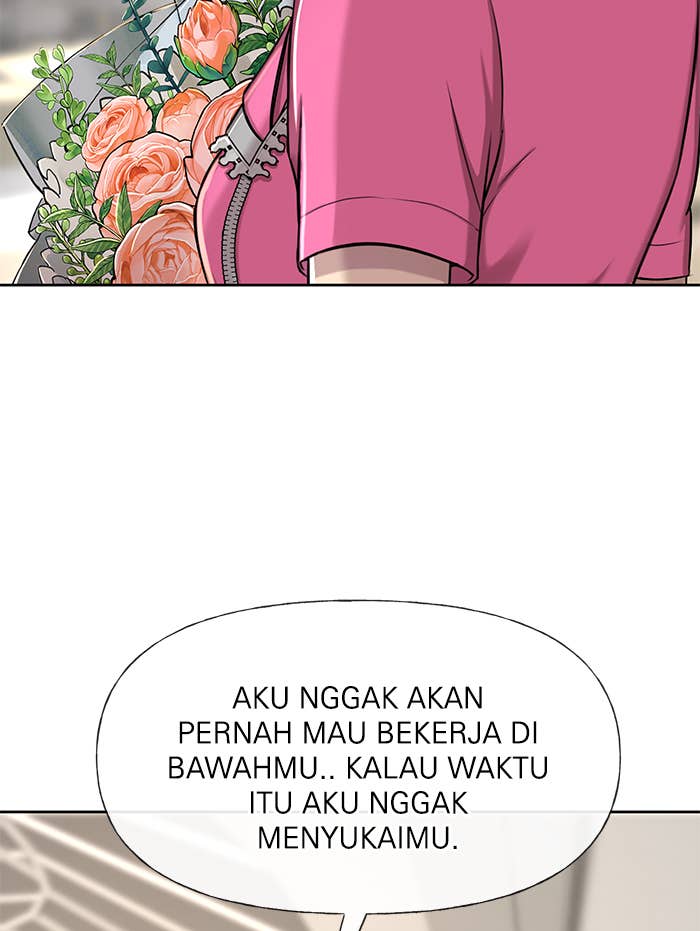 AKU NGGAK AKAN
PERNAH MAU BEKERJA DI
BAWAHMU.. KALAU WAKTU
ITU AKU NGGAK
MENYUKAIMU.